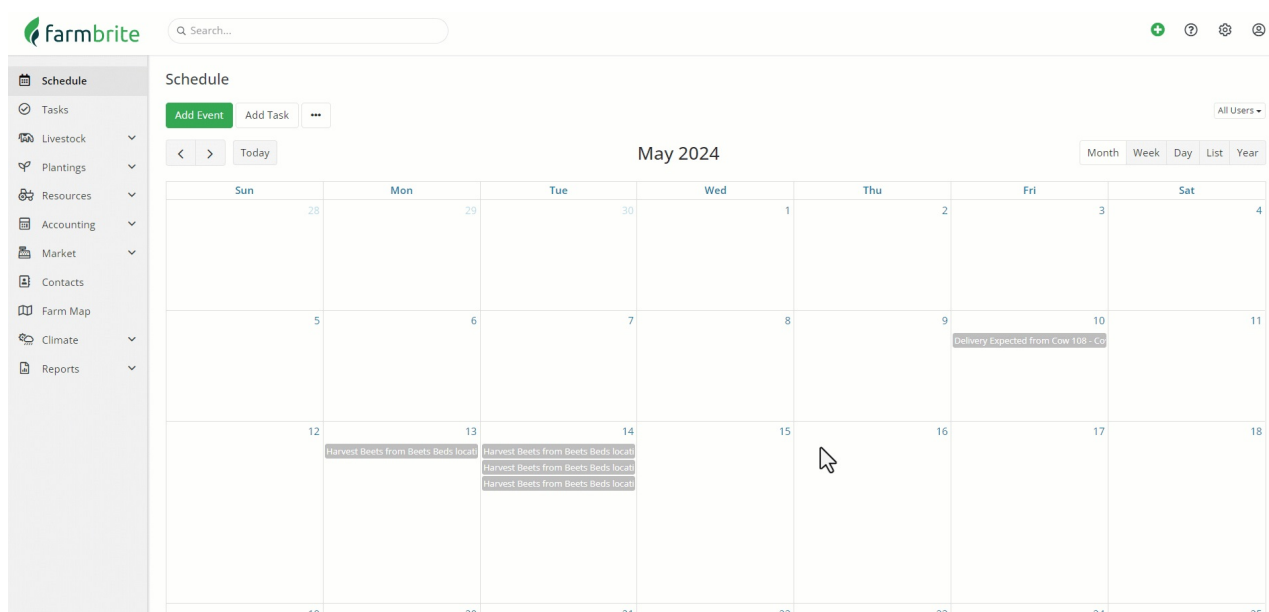 farmbrite
Search...
Schedule
Tasks
Livestock
Plantings
Resources
Accounting
Market
Contacts
Farm Map
Climate
Reports
Schedule
Add Event Add Task •••
All Users
< > Today
May 2024
Month Week Day List Year
Sun Mon Tue Wed Thu Fri Sat
28 29 30 1 2 3 4
5 6 7 8 9 10 11
Delivery Expected from Cow 108 - Co
12 13 14 15 16 17 18
Harvest Beets from Beets Beds locati Harvest Beets from Beets Beds locati
Harvest Beets from Beets Beds locati
Harvest Beets from Beets Beds locati